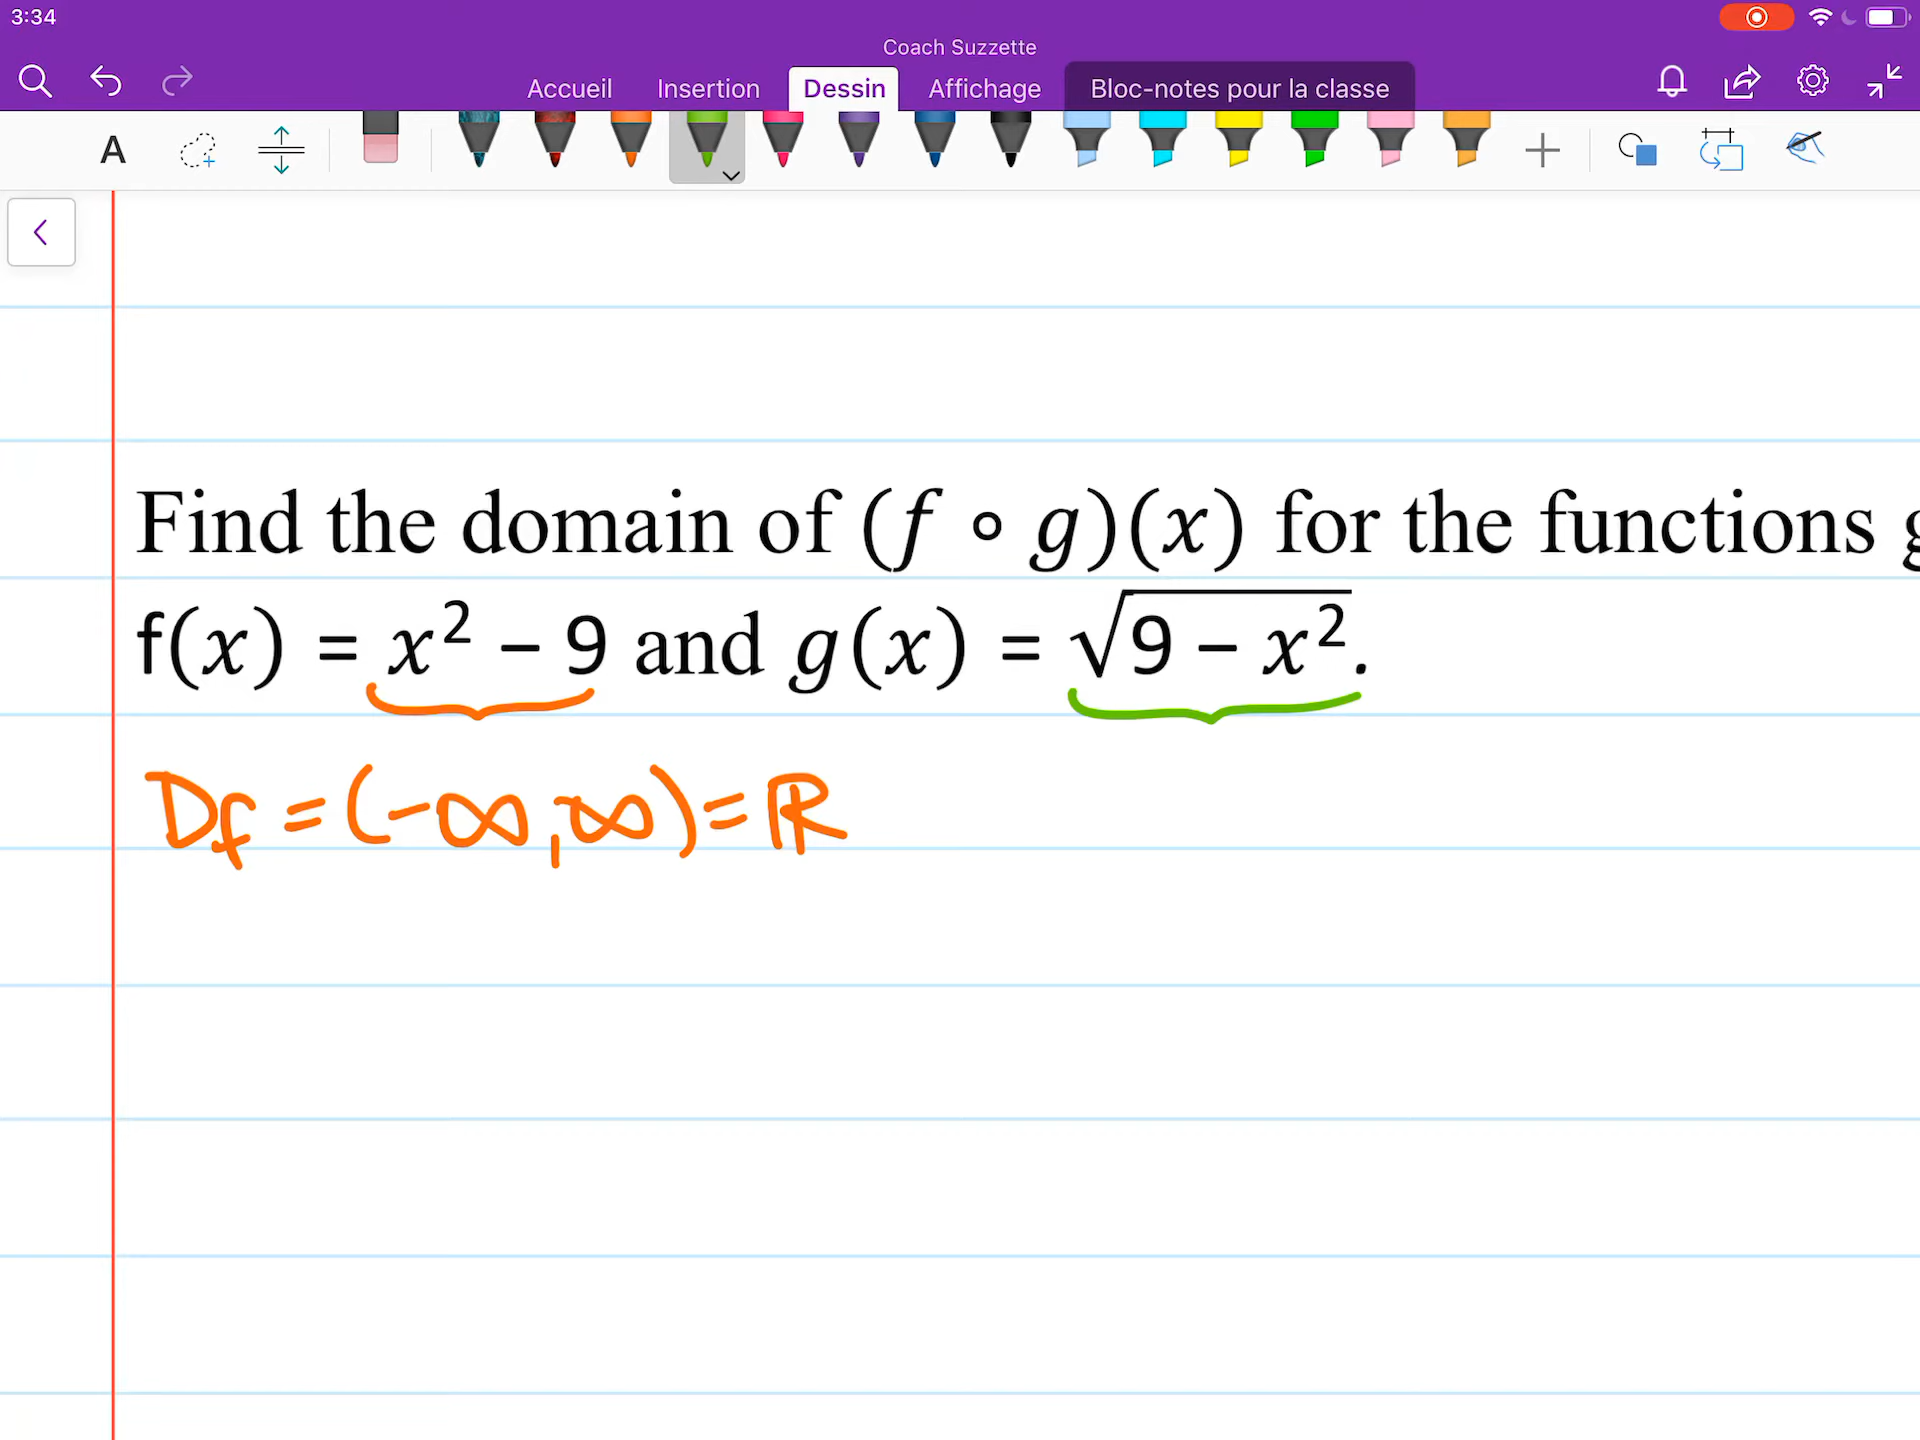 3:34
Coach Suzzette
Accueil Insertion Dessin Affichage Bloc-notes pour la classe
A
Find the domain of (f ∘ g)(x) for the functions g
f(x) = x² − 9 and g(x) = √9 − x².
Df = (-∞, ∞) = ℝ